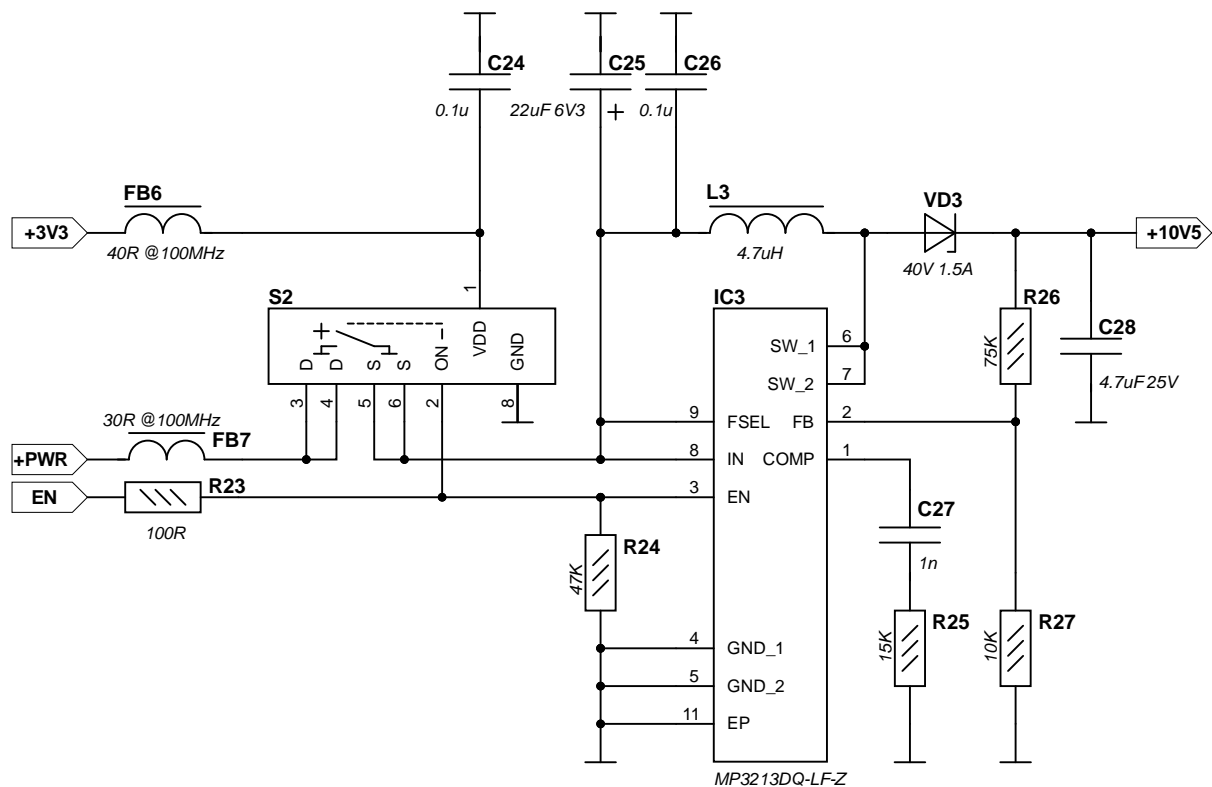 C24
C25
C26
0.1u
22uF 6V3
+
0.1u
FB6
L3
VD3
+3V3
+10V5
40R @100MHz
4.7uH
40V 1.5A
S2
1
IC3
R26
75K
C28
4.7uF 25V
+
-
D
D
S
S
ON
VDD
GND
SW_1
6
SW_2
7
3
4
5
6
2
8
30R @100MHz
FB7
9
FSEL
FB
2
+PWR
8
IN
COMP
1
EN
R23
3
EN
100R
C27
1n
R24
47K
R25
15K
R27
10K
4
GND_1
5
GND_2
11
EP
MP3213DQ-LF-Z